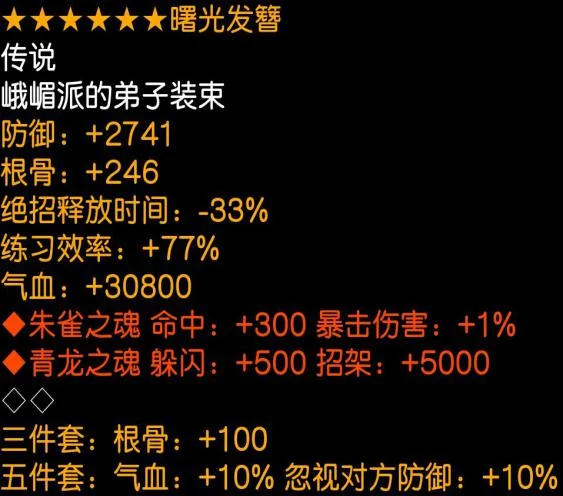 ★★★★★★曙光发簪
传说
峨嵋派的弟子装束
防御：+2741
根骨：+246
绝招释放时间：-33%
练习效率：+77%
气血：+30800
◆朱雀之魂 命中：+300 暴击伤害：+1%
◆青龙之魂 躲闪：+500 招架：+5000
◇◇
三件套：根骨：+100
五件套：气血：+10% 忽视对方防御：+10%